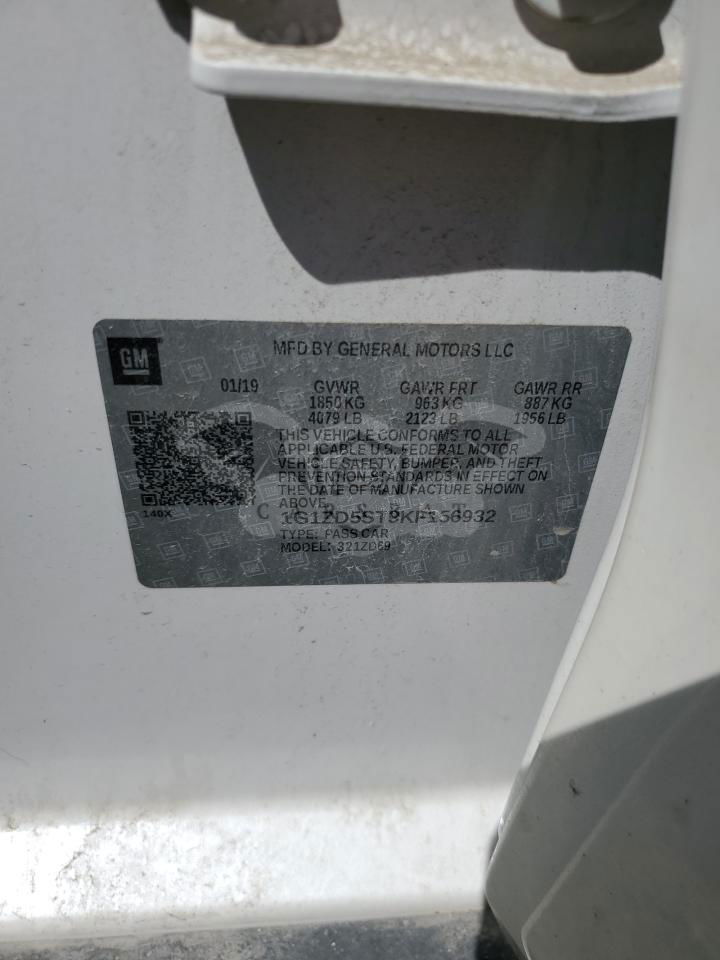 GM
MFD BY GENERAL MOTORS LLC
01/19 GVWR GAWR FRT GAWR RR
1850 KG 963 KG 887 KG
4079 LB 2123 LB 1956 LB
THIS VEHICLE CONFORMS TO ALL
APPLICABLE U.S. FEDERAL MOTOR
VEHICLE SAFETY, BUMPER, AND THEFT
PREVENTION STANDARDS IN EFFECT ON
THE DATE OF MANUFACTURE SHOWN
ABOVE.
140X
1G1ZD5ST9KF156932
TYPE: PASS CAR
MODEL: 321ZD69